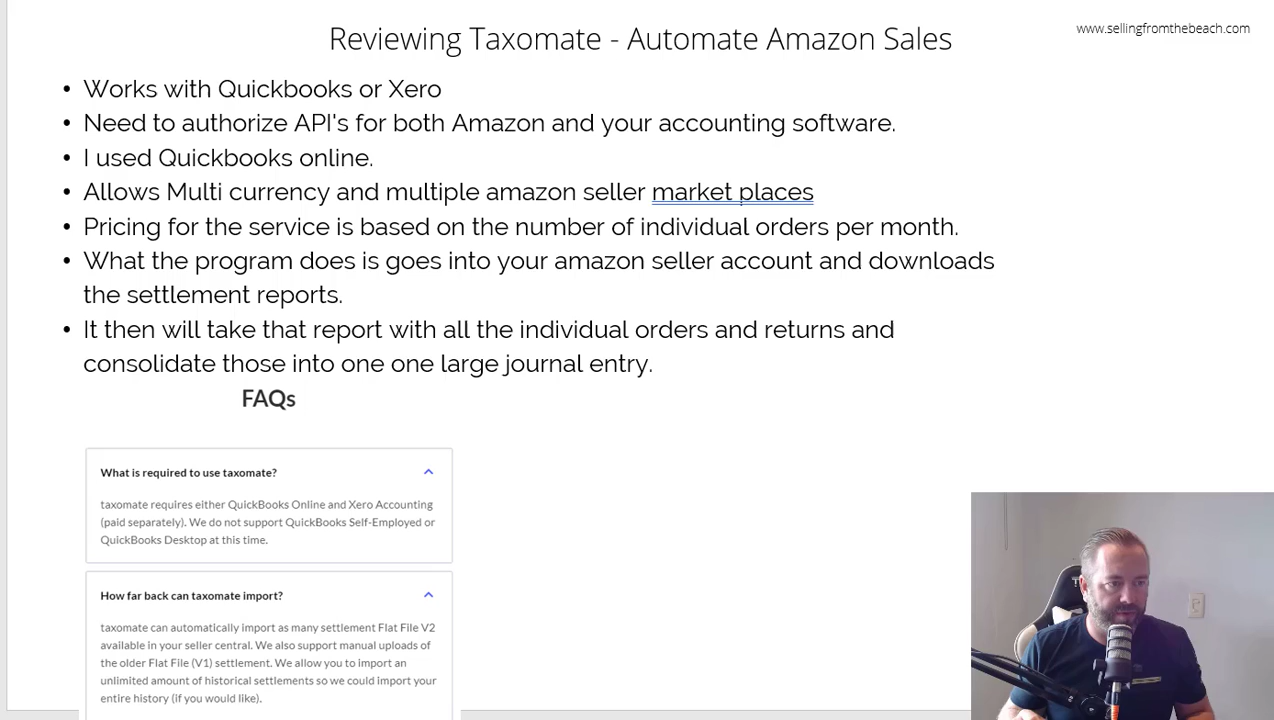 Reviewing Taxomate - Automate Amazon Sales
www.sellingfromthebeach.com
• Works with Quickbooks or Xero
• Need to authorize API's for both Amazon and your accounting software.
• I used Quickbooks online.
• Allows Multi currency and multiple amazon seller market places
• Pricing for the service is based on the number of individual orders per month.
• What the program does is goes into your amazon seller account and downloads
the settlement reports.
• It then will take that report with all the individual orders and returns and
consolidate those into one one large journal entry.
FAQs
What is required to use taxomate?
taxomate requires either QuickBooks Online and Xero Accounting
(paid separately). We do not support QuickBooks Self-Employed or
QuickBooks Desktop at this time.
How far back can taxomate import?
taxomate can automatically import as many settlement Flat File V2
available in your seller central. We also support manual uploads of
the older Flat File (V1) settlement. We allow you to import an
unlimited amount of historical settlements so we could import your
entire history (if you would like).